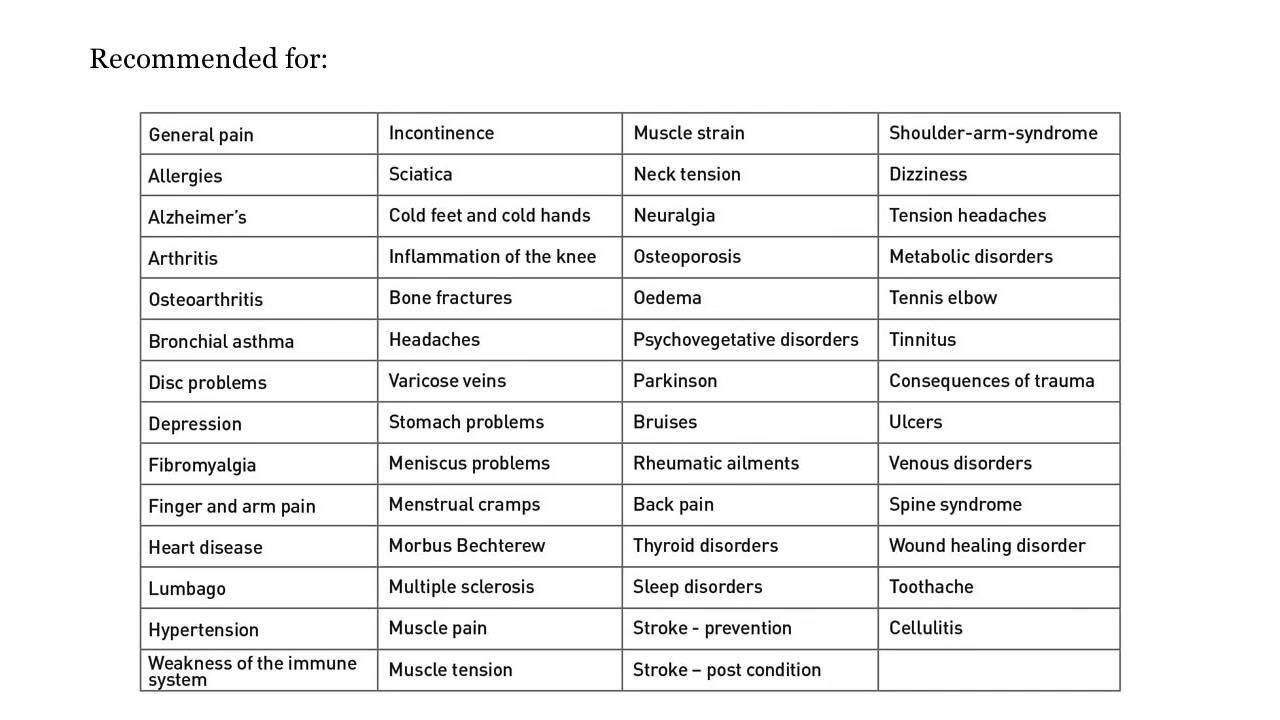 Recommended for:
General pain Incontinence Muscle strain Shoulder-arm-syndrome
Allergies Sciatica Neck tension Dizziness
Alzheimer’s Cold feet and cold hands Neuralgia Tension headaches
Arthritis Inflammation of the knee Osteoporosis Metabolic disorders
Osteoarthritis Bone fractures Oedema Tennis elbow
Bronchial asthma Headaches Psychovegetative disorders Tinnitus
Disc problems Varicose veins Parkinson Consequences of trauma
Depression Stomach problems Bruises Ulcers
Fibromyalgia Meniscus problems Rheumatic ailments Venous disorders
Finger and arm pain Menstrual cramps Back pain Spine syndrome
Heart disease Morbus Bechterew Thyroid disorders Wound healing disorder
Lumbago Multiple sclerosis Sleep disorders Toothache
Hypertension Muscle pain Stroke - prevention Cellulitis
Weakness of the immune
system Muscle tension Stroke – post condition